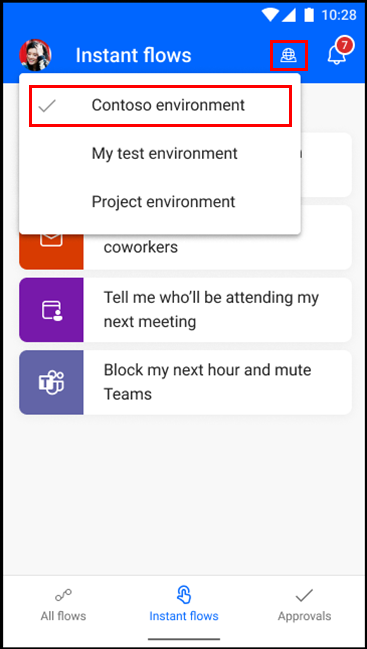 10:28
Instant flows
7
Contoso environment
My test environment
Project environment
coworkers
Tell me who'll be attending my
next meeting
Block my next hour and mute
Teams
All flows
Instant flows
Approvals